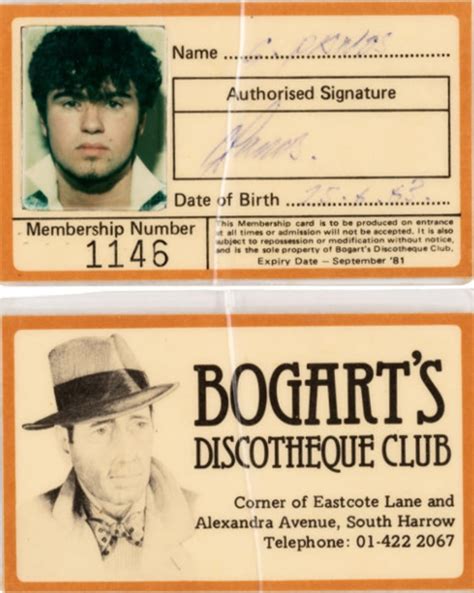 Name
Authorised Signature
Date of Birth
Membership Number
1146
This Membership card is to be produced on entrance
at all times or admission will not be accepted. It is also
subject to repossession or modification without notice,
and is the sole property of Bogart's Discotheque Club,
Expiry Date – September '81
BOGART'S
DISCOTHEQUE CLUB
Corner of Eastcote Lane and
Alexandra Avenue, South Harrow
Telephone: 01-422 2067